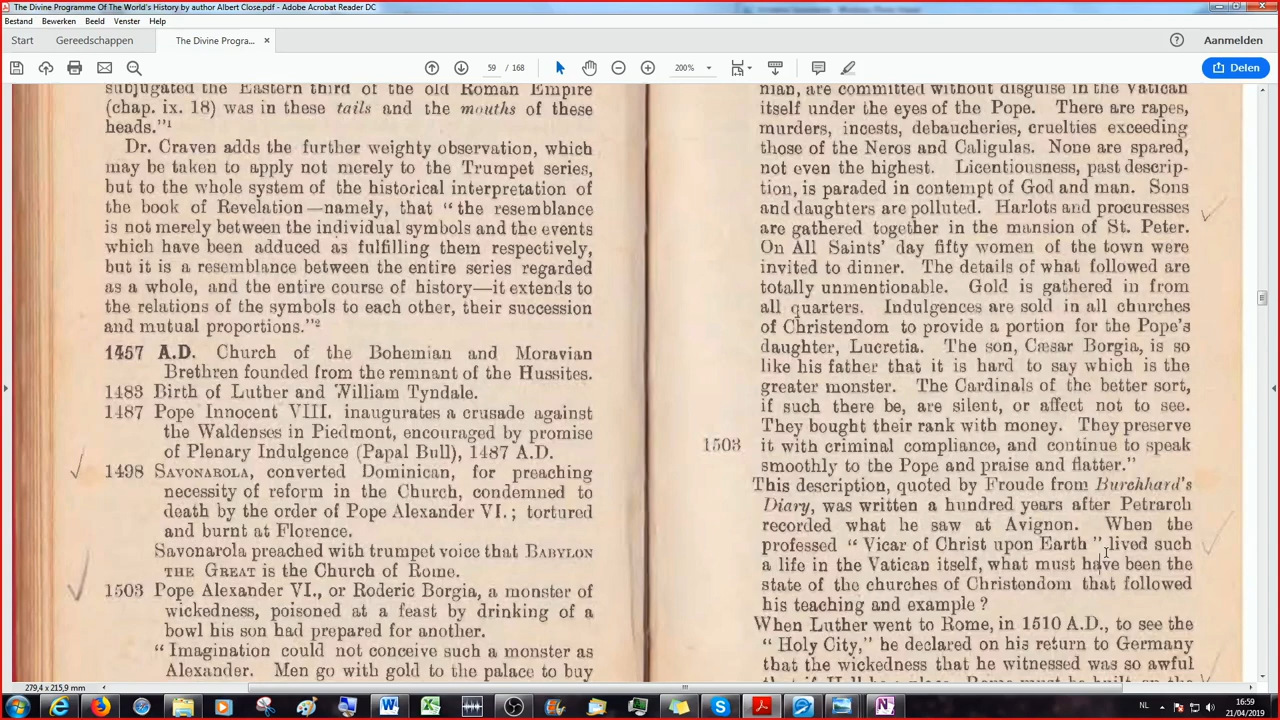 The Divine Programme Of The World's History by author Albert Close.pdf - Adobe Acrobat Reader DC
Bestand Bewerken Beeld Venster Help
Start Gereedschappen The Divine Progra... ×
Aanmelden
59 / 168 200% Delen
subjugated the Eastern third of the old Roman Empire
(chap. ix. 18) was in these tails and the mouths of these
heads."1
Dr. Craven adds the further weighty observation, which
may be taken to apply not merely to the Trumpet series,
but to the whole system of the historical interpretation of
the book of Revelation—namely, that " the resemblance
is not merely between the individual symbols and the events
which have been adduced as fulfilling them respectively,
but it is a resemblance between the entire series regarded
as a whole, and the entire course of history—it extends to
the relations of the symbols to each other, their succession
and mutual proportions."2
1457 A.D. Church of the Bohemian and Moravian
Brethren founded from the remnant of the Hussites.
1483 Birth of Luther and William Tyndale.
1487 Pope Innocent VIII. inaugurates a crusade against
the Waldenses in Piedmont, encouraged by promise
of Plenary Indulgence (Papal Bull), 1487 A.D.
1498 SAVONAROLA, converted Dominican, for preaching
necessity of reform in the Church, condemned to
death by the order of Pope Alexander VI. ; tortured
and burnt at Florence.
Savonarola preached with trumpet voice that BABYLON
THE GREAT is the Church of Rome.
1503 Pope Alexander VI., or Roderic Borgia, a monster of
wickedness, poisoned at a feast by drinking of a
bowl his son had prepared for another.
" Imagination could not conceive such a monster as
Alexander. Men go with gold to the palace to buy
nian, are committed without disguise in the Vatican
itself under the eyes of the Pope. There are rapes,
murders, incests, debaucheries, cruelties exceeding
those of the Neros and Caligulas. None are spared,
not even the highest. Licentiousness, past descrip-
tion, is paraded in contempt of God and man. Sons
and daughters are polluted. Harlots and procuresses
are gathered together in the mansion of St. Peter.
On All Saints' day fifty women of the town were
invited to dinner. The details of what followed are
totally unmentionable. Gold is gathered in from
all quarters. Indulgences are sold in all churches
of Christendom to provide a portion for the Pope's
daughter, Lucretia. The son, Cæsar Borgia, is so
like his father that it is hard to say which is the
greater monster. The Cardinals of the better sort,
if such there be, are silent, or affect not to see.
They bought their rank with money. They preserve
1503 it with criminal compliance, and continue to speak
smoothly to the Pope and praise and flatter."
This description, quoted by Froude from Burchhard's
Diary, was written a hundred years after Petrarch
recorded what he saw at Avignon. When the
professed " Vicar of Christ upon Earth " lived such
a life in the Vatican itself, what must have been the
state of the churches of Christendom that followed
his teaching and example ?
When Luther went to Rome, in 1510 A.D., to see the
" Holy City," he declared on his return to Germany
that the wickedness that he witnessed was so awful
279,4 x 215,9 mm
NL 16:59
21/04/2019